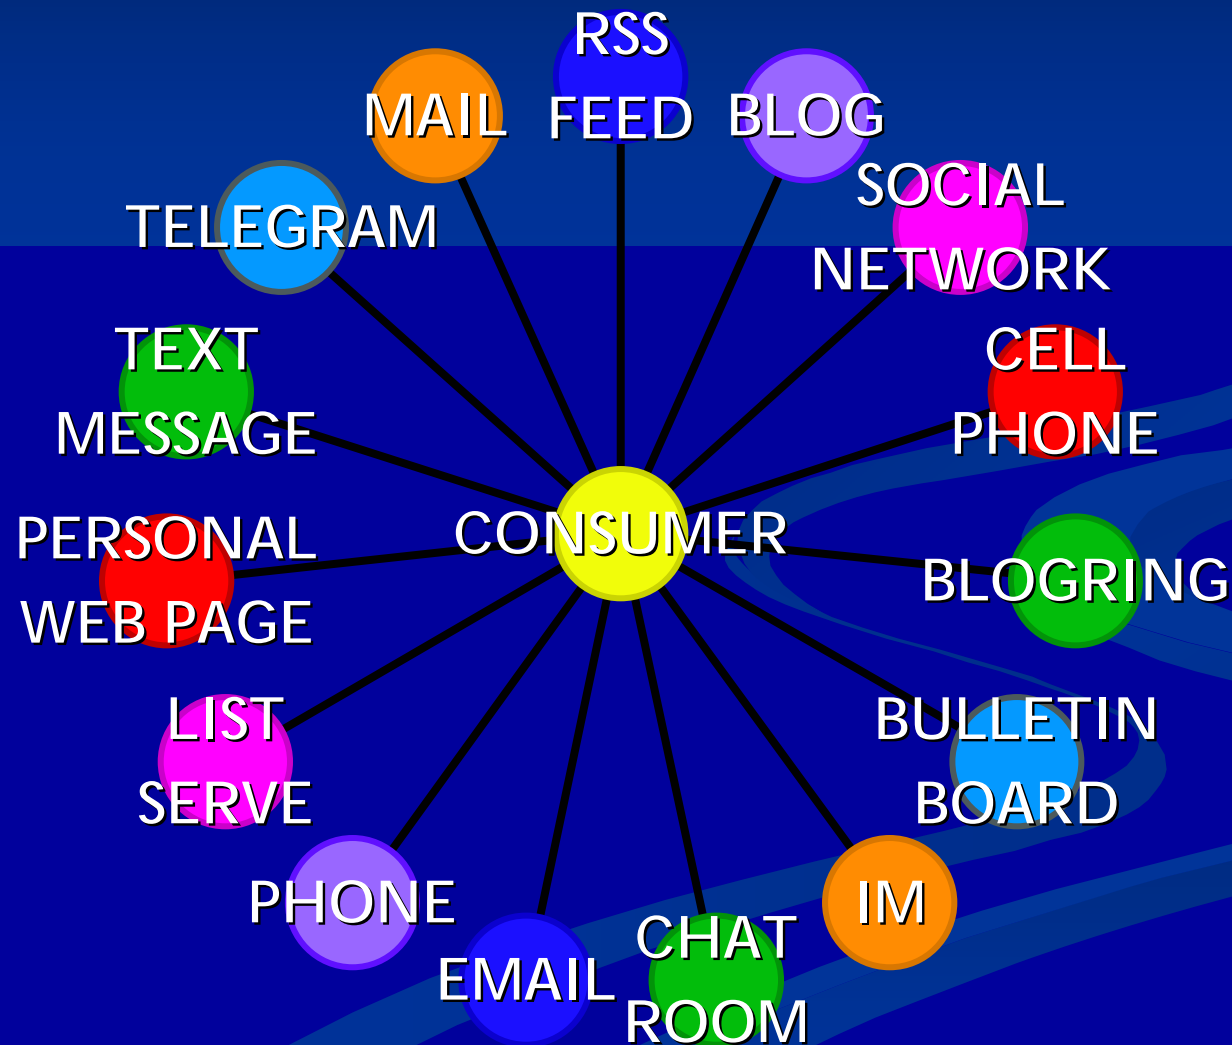 RSS
FEED
MAIL
BLOG
SOCIAL
NETWORK
TELEGRAM
TEXT
MESSAGE
CELL
PHONE
PERSONAL
WEB PAGE
CONSUMER
BLOGRING
LIST
SERVE
BULLETIN
BOARD
PHONE
IM
EMAIL
CHAT
ROOM